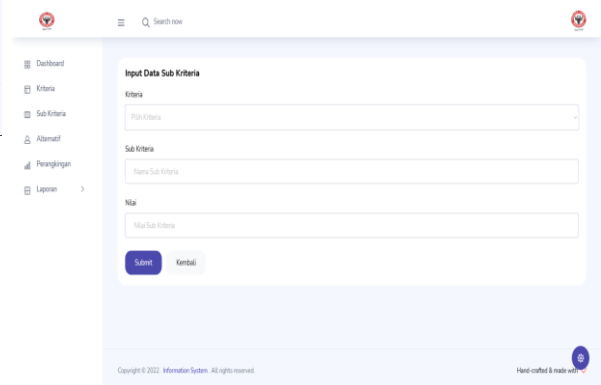 Search now
Dashboard
Kriteria
Sub Kriteria
Alternatif
Perangkingan
Laporan
Input Data Sub Kriteria
Kriteria
Pilih Kriteria
Sub Kriteria
Nama Sub Kriteria
Nilai
Nilai Sub Kriteria
Submit Kembali
Copyright © 2022 Information System All rights reserved.
Hand-crafted & made with